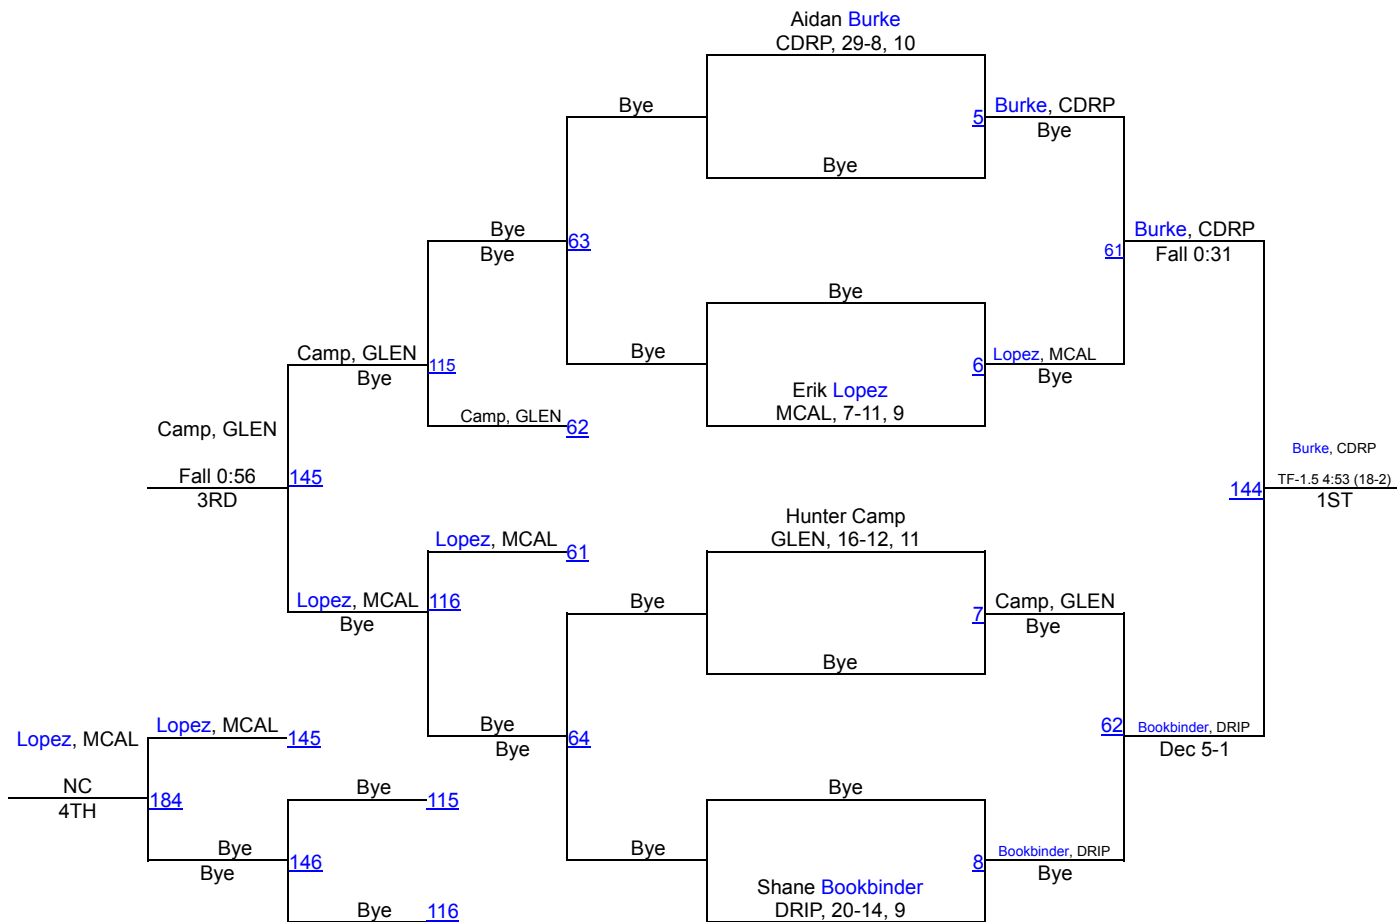 Aidan Burke
CDRP, 29-8, 10
Bye
5
Burke, CDRP
Bye
Bye
Bye
Bye
63
Burke, CDRP
61
Fall 0:31
Bye
Camp, GLEN
Bye
115
Bye
6
Lopez, MCAL
Bye
Erik Lopez
MCAL, 7-11, 9
Camp, GLEN
62
Camp, GLEN
Fall 0:56
145
3RD
Burke, CDRP
144
TF-1.5 4:53 (18-2)
1ST
Hunter Camp
GLEN, 16-12, 11
Lopez, MCAL
61
Lopez, MCAL
116
Bye
Bye
7
Camp, GLEN
Bye
Bye
Lopez, MCAL
Lopez, MCAL
145
Bye
Bye
64
62
Bookbinder, DRIP
Dec 5-1
NC
184
4TH
Bye
115
Bye
Bye
146
Bye
Bye
8
Bookbinder, DRIP
Bye
Shane Bookbinder
DRIP, 20-14, 9
Bye
116